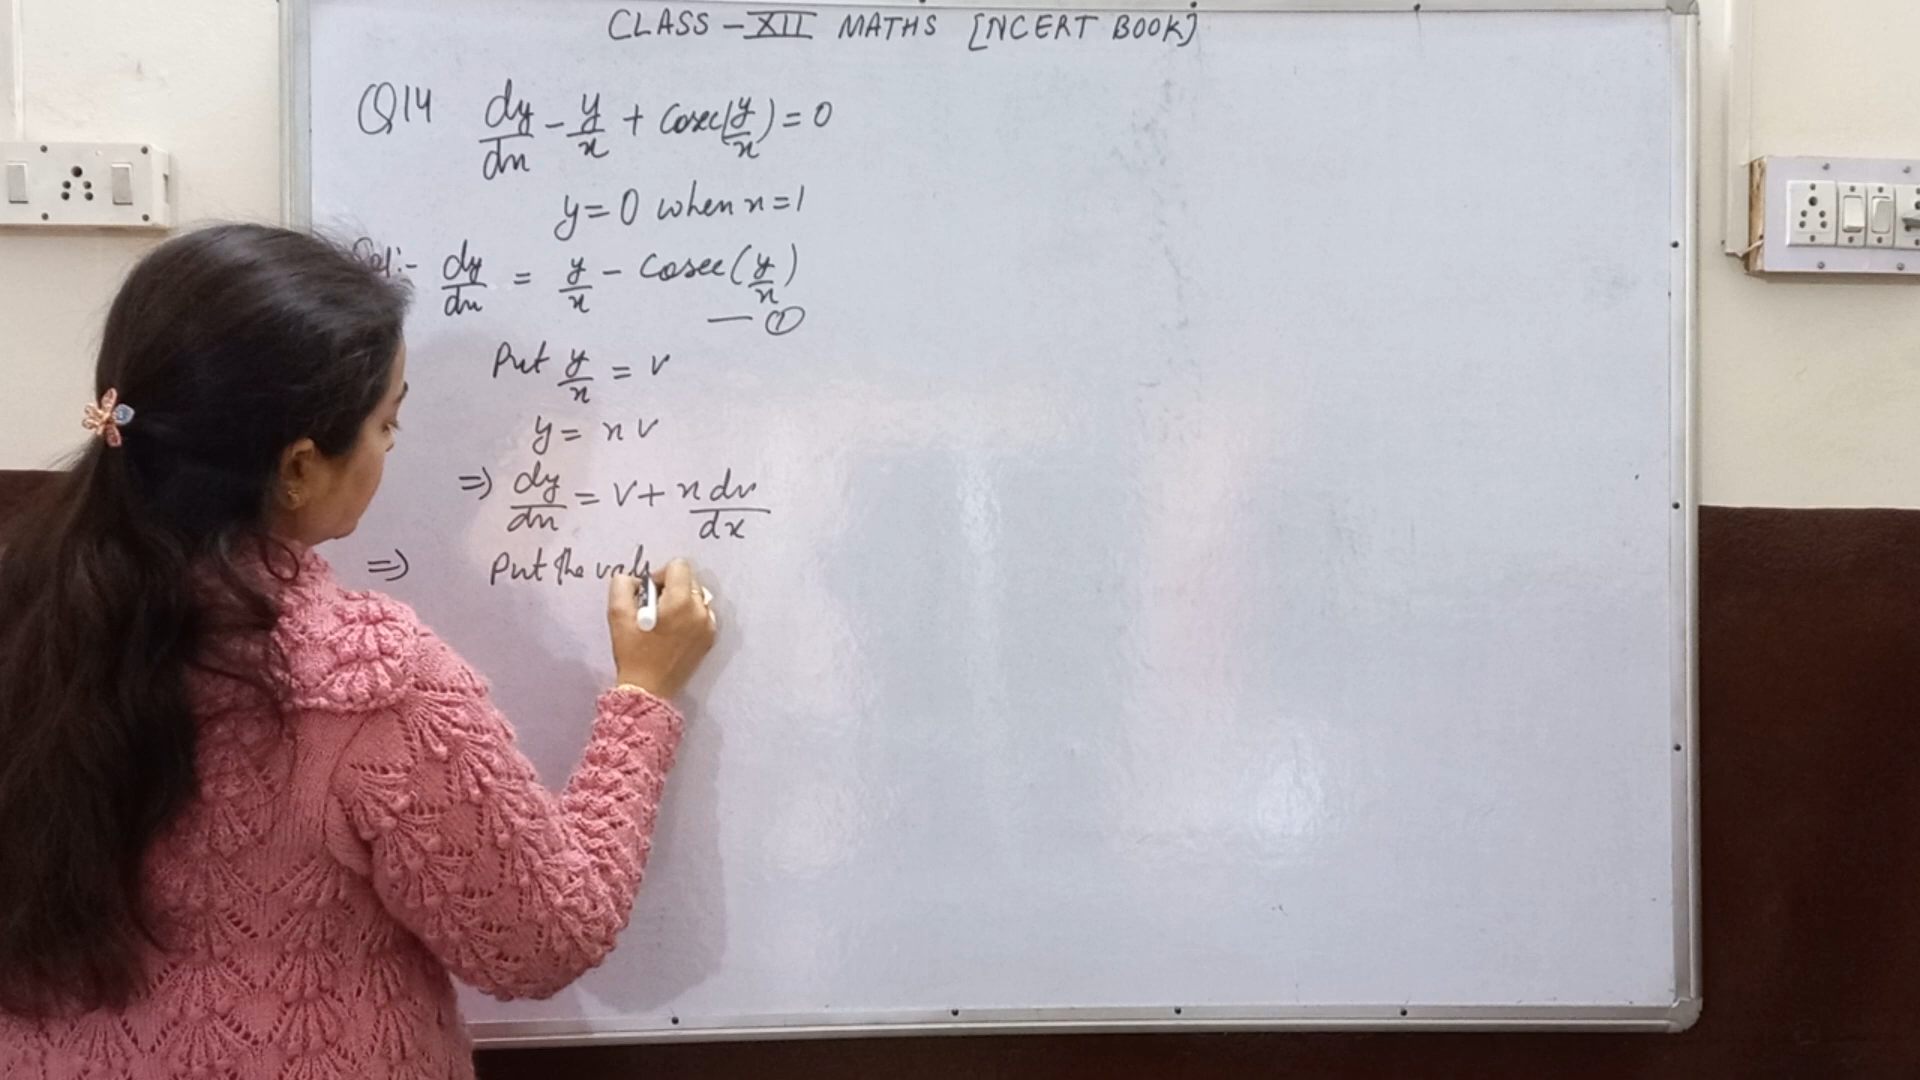 CLASS - XII MATHS [NCERT BOOK]
Q14 dy/dx - y/x + cosec(y/x) = 0
y = 0 when x = 1
Sol:- dy/dx = y/x - cosec(y/x)
— ①
Put y/x = v
y = x v
=> dy/dx = v + x dv/dx
=> Put the